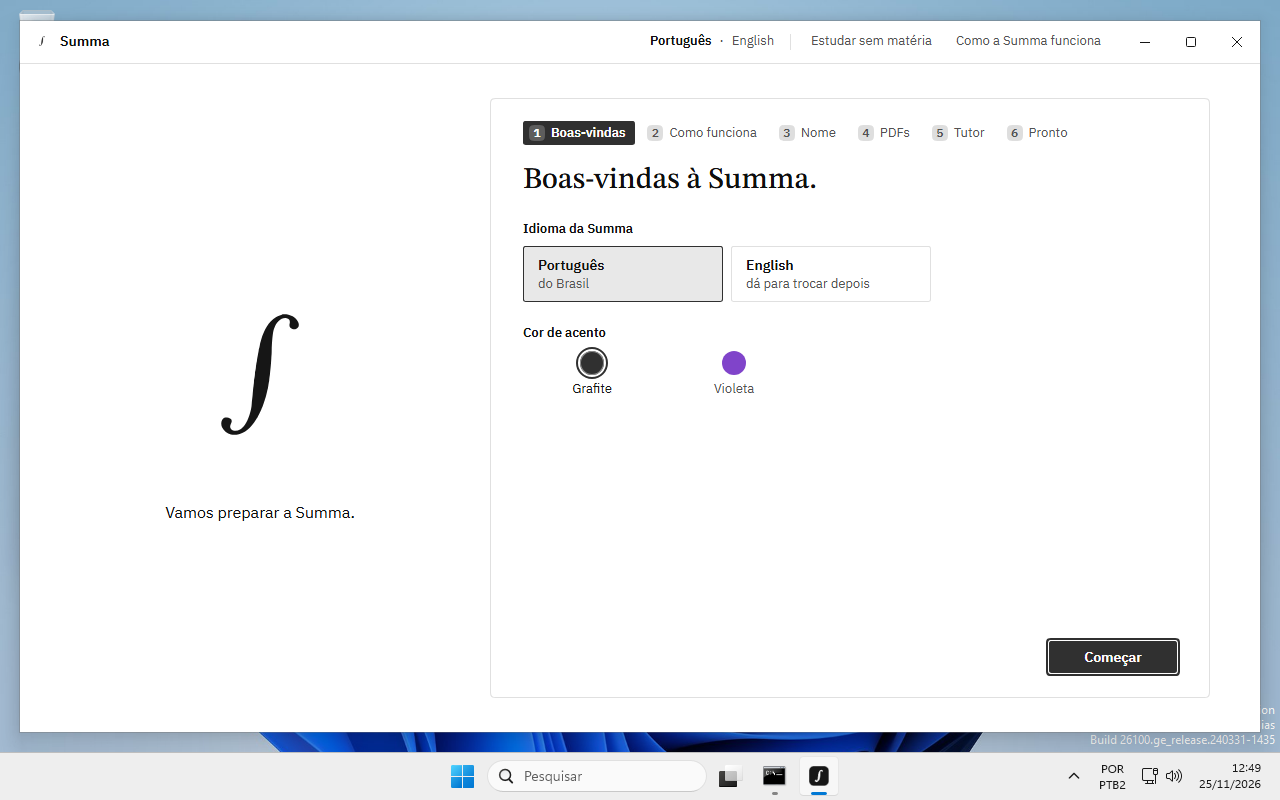 Summa
Português · English
Estudar sem matéria
Como a Summa funciona
1 Boas-vindas
2 Como funciona
3 Nome
4 PDFs
5 Tutor
6 Pronto
Boas-vindas à Summa.
Idioma da Summa
Português
do Brasil
English
dá para trocar depois
Cor de acento
Grafite
Violeta
∫
Vamos preparar a Summa.
Começar
on
ias
Build 26100.ge_release.240331-1435
Pesquisar
POR
PTB2
12:49
25/11/2026